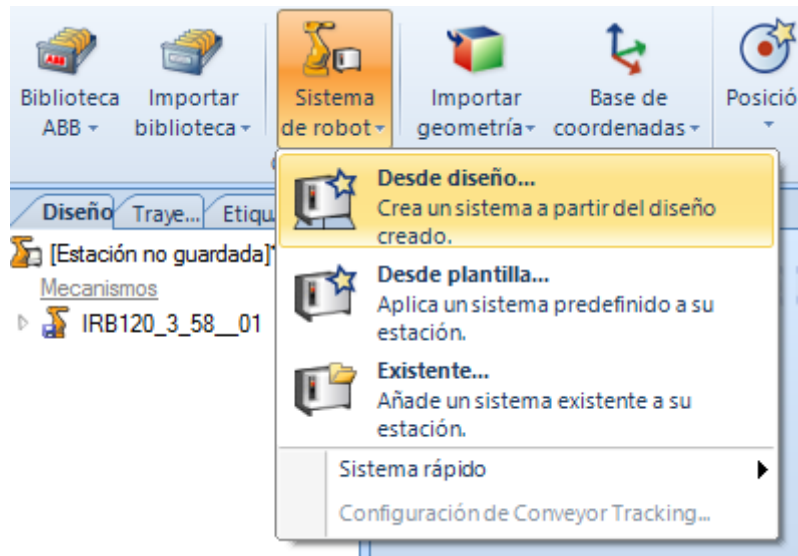 Biblioteca ABB
Importar biblioteca
Sistema de robot
Importar geometría
Base de coordenadas
Posició
Desde diseño...
Crea un sistema a partir del diseño
creado.
Desde plantilla...
Aplica un sistema predefinido a su
estación.
Existente...
Añade un sistema existente a su
estación.
Sistema rápido
Configuración de Conveyor Tracking...
Diseño Traye... Etiqu
[Estación no guardada]*
Mecanismos
IRB120_3_58__01